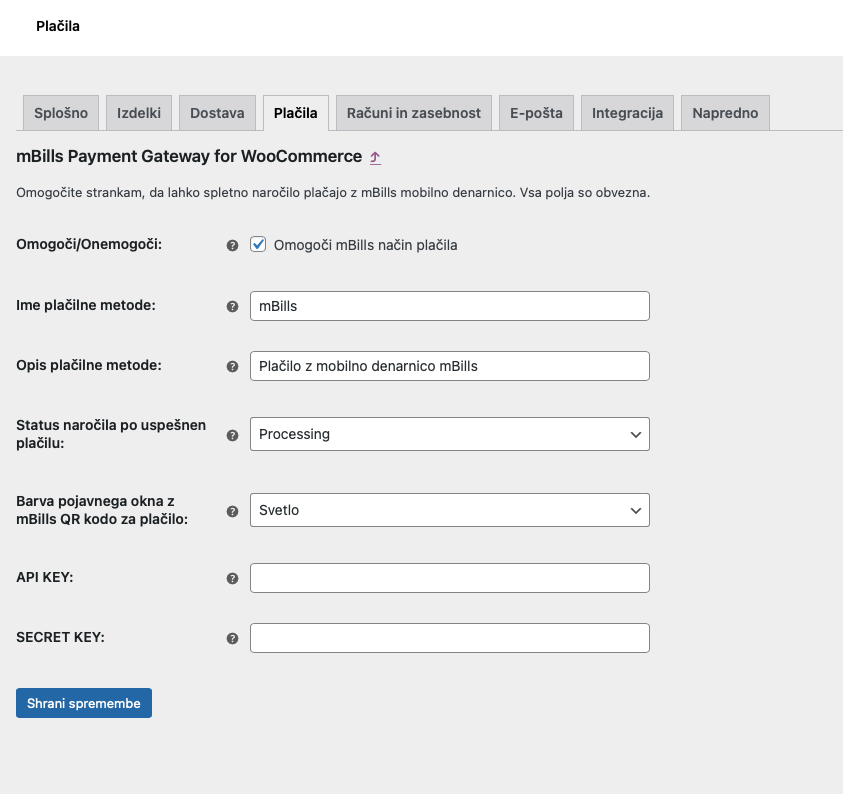 Plačila
Splošno Izdelki Dostava Plačila Računi in zasebnost E-pošta Integracija Napredno
mBills Payment Gateway for WooCommerce
Omogočite strankam, da lahko spletno naročilo plačajo z mBills mobilno denarnico. Vsa polja so obvezna.
Omogoči/Onemogoči: Omogoči mBills način plačila
Ime plačilne metode: mBills
Opis plačilne metode: Plačilo z mobilno denarnico mBills
Status naročila po uspešnen
plačilu:
Processing
Barva pojavnega okna z
mBills QR kodo za plačilo:
Svetlo
API KEY:
SECRET KEY:
Shrani spremembe